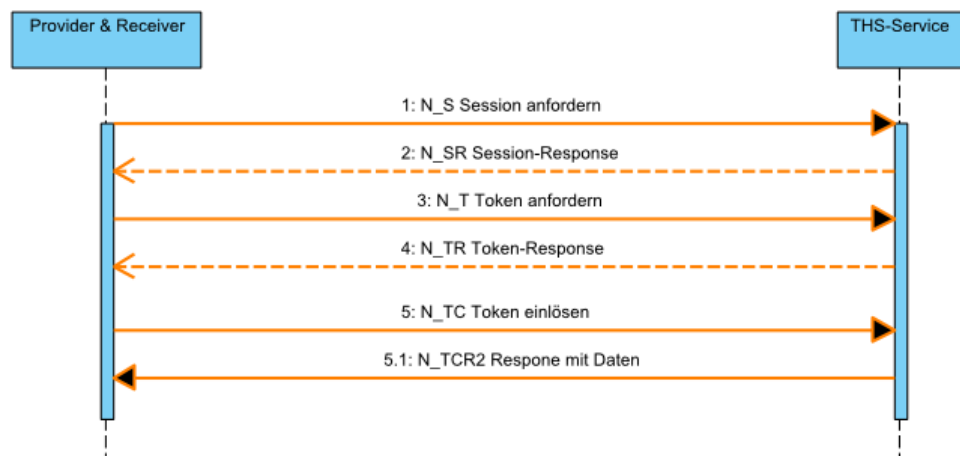 Provider & Receiver
THS-Service
1: N_S Session anfordern
2: N_SR Session-Response
3: N_T Token anfordern
4: N_TR Token-Response
5: N_TC Token einlösen
5.1: N_TCR2 Respone mit Daten